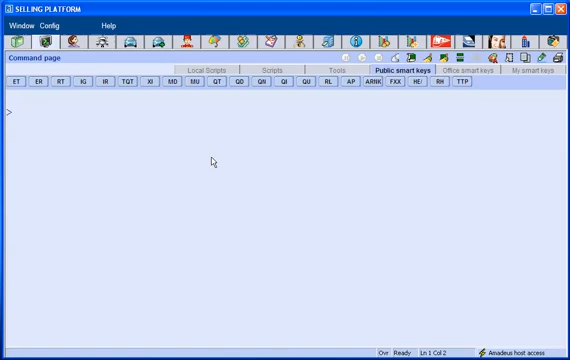 SELLING PLATFORM
Window Config Help
Command page
Local Scripts Scripts Tools Public smart keys Office smart keys My smart keys
ET ER RT IG IR TQT XI MD MU QT QD QN QI QU RL AP ARNK FXX HE/ RH TTP
>
Ovr Ready Ln 1 Col 2 Amadeus host access